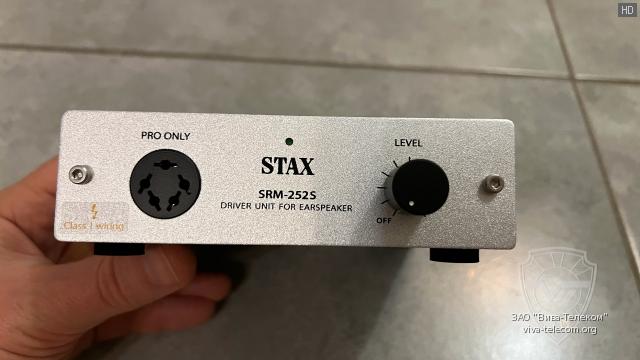 HD
PRO ONLY
LEVEL
STAX
SRM-252S
DRIVER UNIT FOR EARSPEAKER
OFF
Class I wiring
ЗАО "Вива-Телеком"
viva-telecom.org